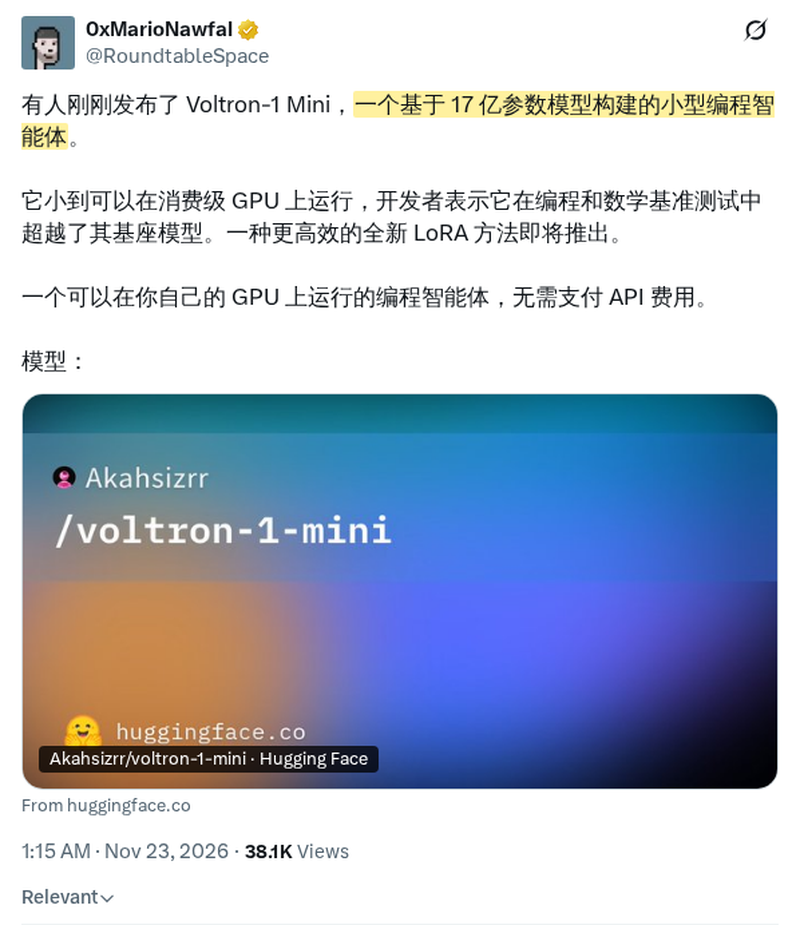 0xMarioNawfal
@RoundtableSpace
有人刚刚发布了 Voltron-1 Mini，一个基于 17 亿参数模型构建的小型编程智
能体。
它小到可以在消费级 GPU 上运行，开发者表示它在编程和数学基准测试中
超越了其基座模型。一种更高效的全新 LoRA 方法即将推出。
一个可以在你自己的 GPU 上运行的编程智能体，无需支付 API 费用。
模型：
Akahsizrr
/voltron-1-mini
huggingface.co
Akahsizrr/voltron-1-mini · Hugging Face
From huggingface.co
1:15 AM · Nov 23, 2026 · 38.1K Views
Relevant